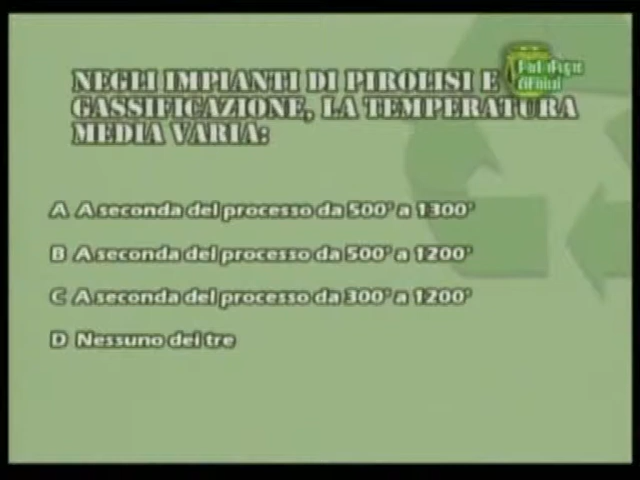 NEGLI IMPIANTI DI PIROLISI E
GASSIFICAZIONE, LA TEMPERATURA
MEDIA VARIA:
A A seconda del processo da 500° a 1300°
B A seconda del processo da 500° a 1200°
C A seconda del processo da 300° a 1200°
D Nessuno dei tre